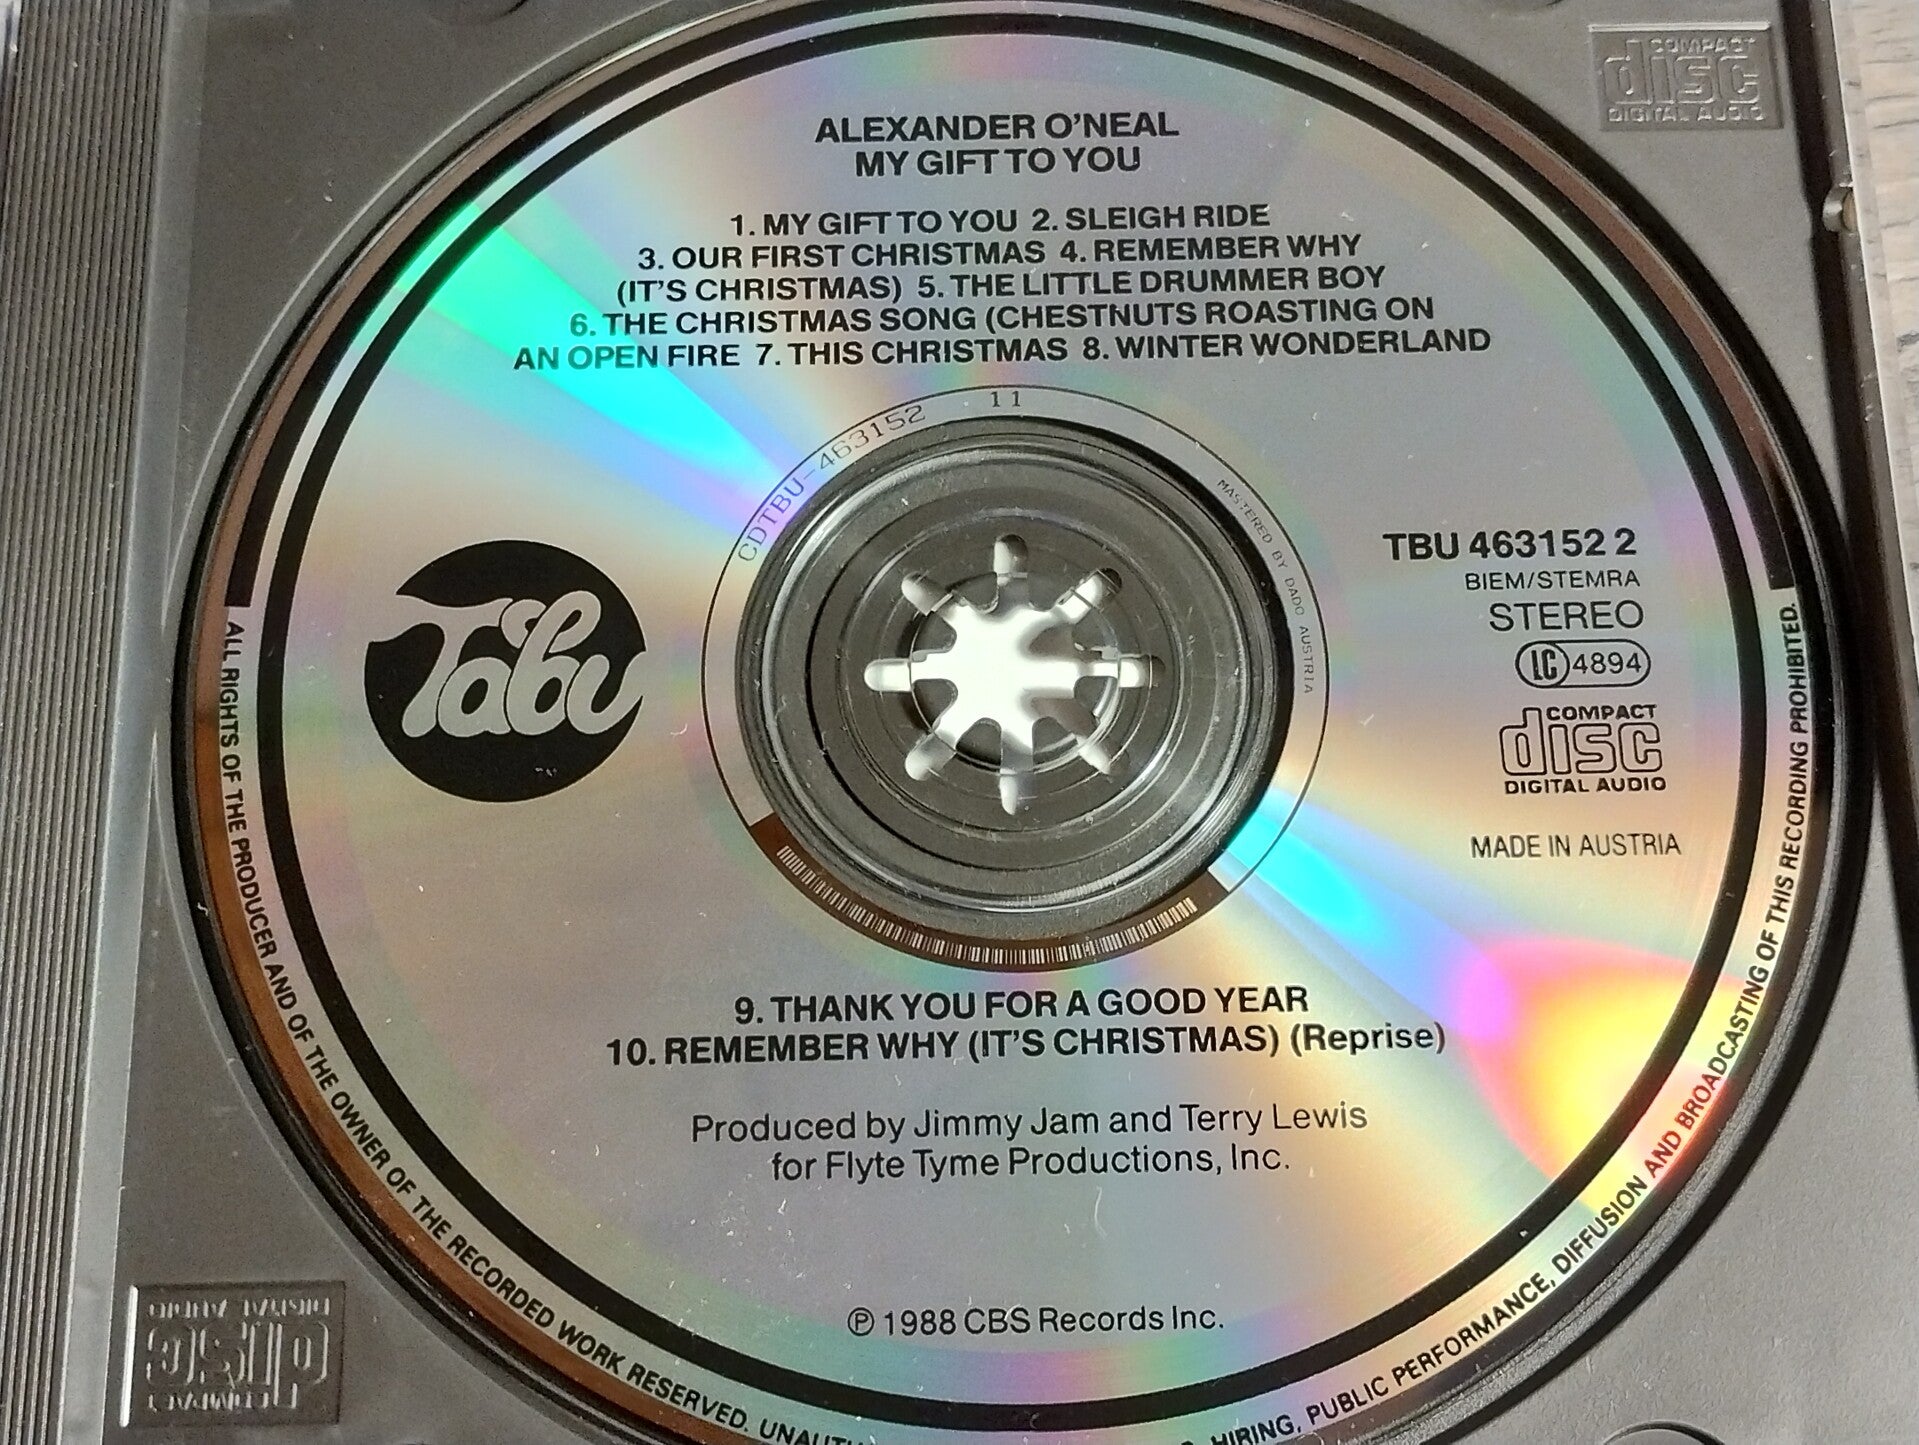 COMPACT
disc
DIGITAL AUDIO
ALEXANDER O'NEAL
MY GIFT TO YOU
1. MY GIFT TO YOU 2. SLEIGH RIDE
3. OUR FIRST CHRISTMAS 4. REMEMBER WHY
(IT'S CHRISTMAS) 5. THE LITTLE DRUMMER BOY
6. THE CHRISTMAS SONG (CHESTNUTS ROASTING ON
AN OPEN FIRE 7. THIS CHRISTMAS 8. WINTER WONDERLAND
CDTBU-463152 11
MASTERED BY DADC AUSTRIA
Tabu
TBU 463152 2
BIEM/STEMRA
STEREO
LC 4894
COMPACT
disc
DIGITAL AUDIO
MADE IN AUSTRIA
9. THANK YOU FOR A GOOD YEAR
10. REMEMBER WHY (IT'S CHRISTMAS) (Reprise)
Produced by Jimmy Jam and Terry Lewis
for Flyte Tyme Productions, Inc.
℗ 1988 CBS Records Inc.
ALL RIGHTS OF THE PRODUCER AND OF THE OWNER OF THE RECORDED WORK RESERVED. HIRING, PUBLIC PERFORMANCE, DIFFUSION AND BROADCASTING OF THIS RECORDING PROHIBITED.
COMPACT
disc
DIGITAL AUDIO